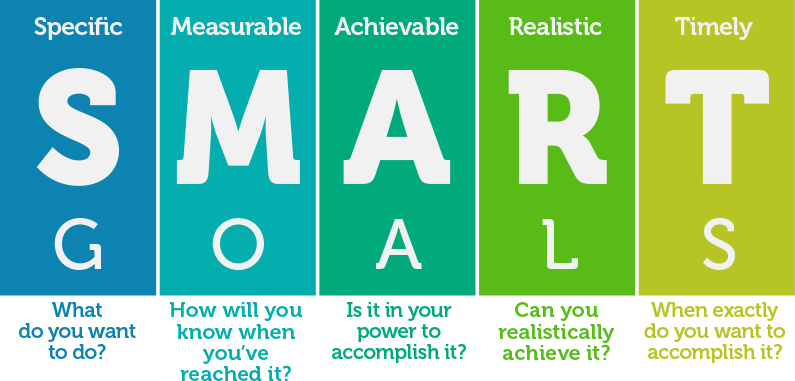 Specific Measurable Achievable Realistic Timely
S M A R T
G O A L S
What
do you want
to do?
How will you
know when
you've
reached it?
Is it in your
power to
accomplish it?
Can you
realistically
achieve it?
When exactly
do you want to
accomplish it?